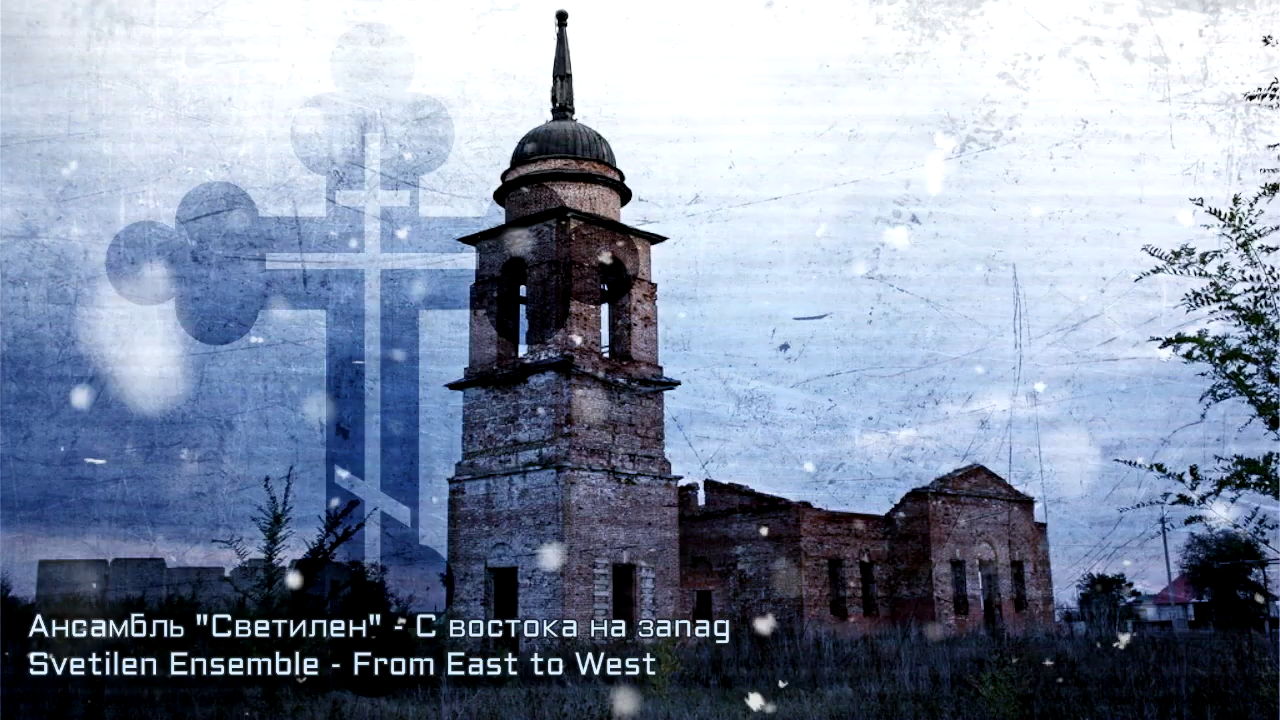 Ансамбль "Светилен" - С востока на запад
Svetilen Ensemble - From East to West